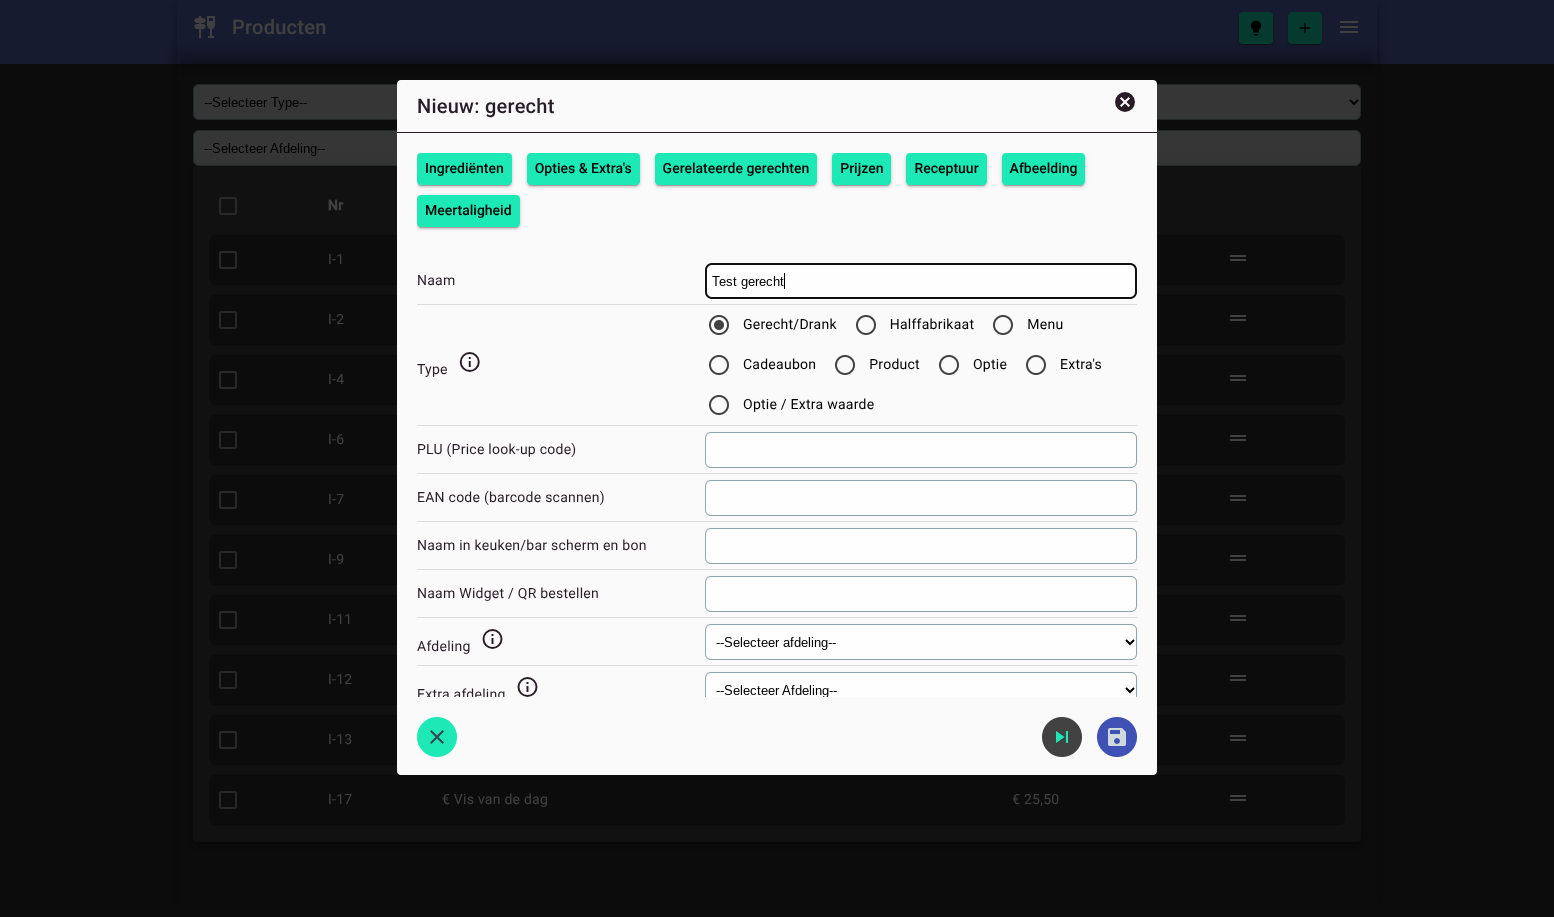 Producten
--Selecteer Type--
--Selecteer Afdeling--
Nr
I-1
I-2
I-4
I-6
I-7
I-9
I-11
I-12
I-13
I-17 € Vis van de dag € 25,50
Nieuw: gerecht
Ingrediënten Opties & Extra's Gerelateerde gerechten Prijzen Receptuur Afbeelding
Meertaligheid
Naam Test gerecht
Type
Gerecht/Drank Halffabrikaat Menu
Cadeaubon Product Optie Extra's
Optie / Extra waarde
PLU (Price look-up code)
EAN code (barcode scannen)
Naam in keuken/bar scherm en bon
Naam Widget / QR bestellen
Afdeling --Selecteer afdeling--
Extra afdeling --Selecteer Afdeling--